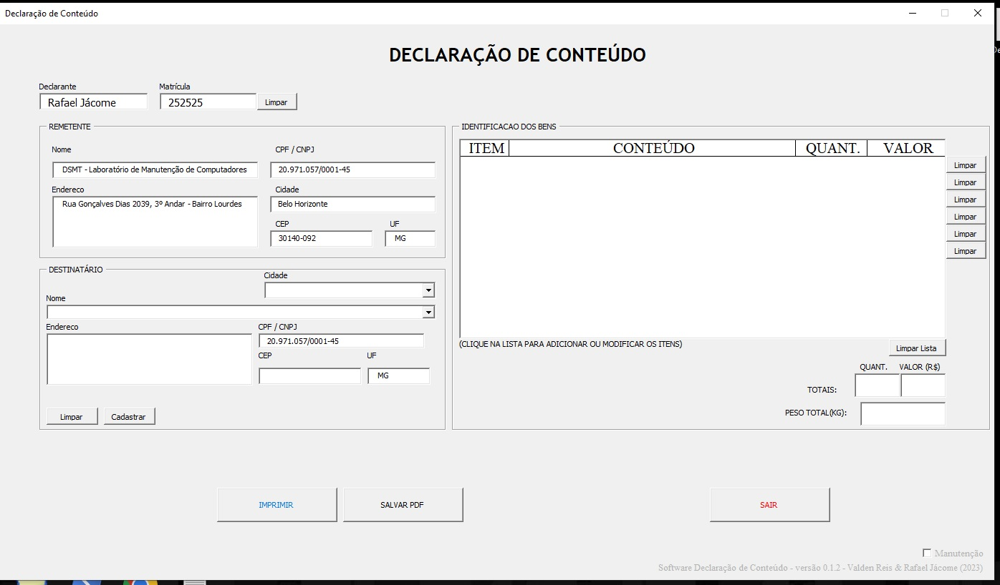 Declaração de Conteúdo
DECLARAÇÃO DE CONTEÚDO
Declarante
Matrícula
Rafael Jácome
252525
Limpar
REMETENTE
Nome
CPF / CNPJ
DSMT - Laboratório de Manutenção de Computadores
20.971.057/0001-45
Endereco
Cidade
Rua Gonçalves Dias 2039, 3º Andar - Bairro Lourdes
Belo Horizonte
CEP
UF
30140-092
MG
DESTINATÁRIO
Cidade
Nome
Endereco
CPF / CNPJ
20.971.057/0001-45
CEP
UF
MG
Limpar
Cadastrar
IDENTIFICACAO DOS BENS
ITEM
CONTEÚDO
QUANT.
VALOR
Limpar
Limpar
Limpar
Limpar
Limpar
Limpar
(CLIQUE NA LISTA PARA ADICIONAR OU MODIFICAR OS ITENS)
Limpar Lista
QUANT.
VALOR (R$)
TOTAIS:
PESO TOTAL(KG):
IMPRIMIR
SALVAR PDF
SAIR
Manutenção
Software Declaração de Conteúdo - versão 0.1.2 - Valden Reis & Rafael Jácome (2023)